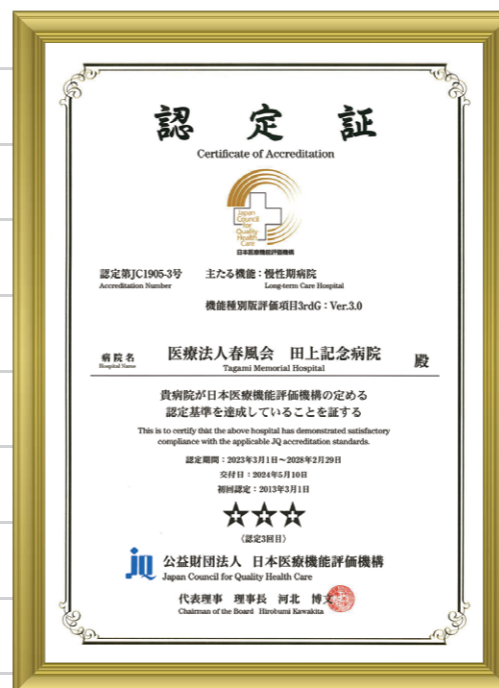 認定証
Certificate of Accreditation
Japan
Council
for
Quality
Health
Care
日本医療機能評価機構
認定第JC1905-3号 主たる機能：慢性期病院
Accreditation Number Long-term Care Hospital
機能種別版評価項目3rdG：Ver.3.0
病院名 医療法人春風会 田上記念病院 殿
Hospital Name Tagami Memorial Hospital
貴病院が日本医療機能評価機構の定める
認定基準を達成していることを証する
This is to certify that the above hospital has demonstrated satisfactory
compliance with the applicable JQ accreditation standards.
認定期間：2023年3月1日～2028年2月29日
交付日：2024年5月10日
初回認定：2013年3月1日
（認定3回目）
jq 公益財団法人 日本医療機能評価機構
Japan Council for Quality Health Care
代表理事 理事長 河北 博文
Chairman of the Board Hirobumi Kawakita